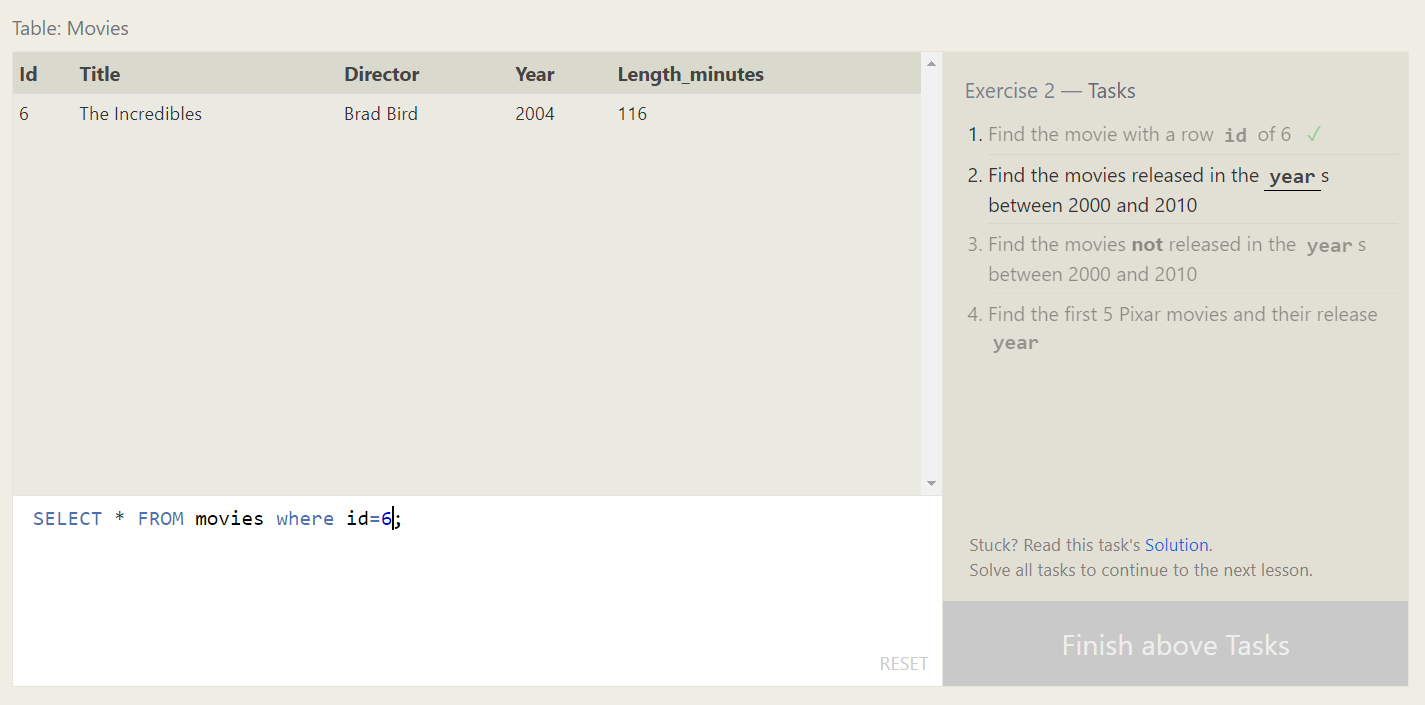 Table: Movies
Id Title Director Year Length_minutes
6 The Incredibles Brad Bird 2004 116
SELECT * FROM movies where id=6;
RESET
Exercise 2 — Tasks
1. Find the movie with a row id of 6 ✓
2. Find the movies released in the year s
between 2000 and 2010
3. Find the movies not released in the year s
between 2000 and 2010
4. Find the first 5 Pixar movies and their release
year
Stuck? Read this task's Solution.
Solve all tasks to continue to the next lesson.
Finish above Tasks